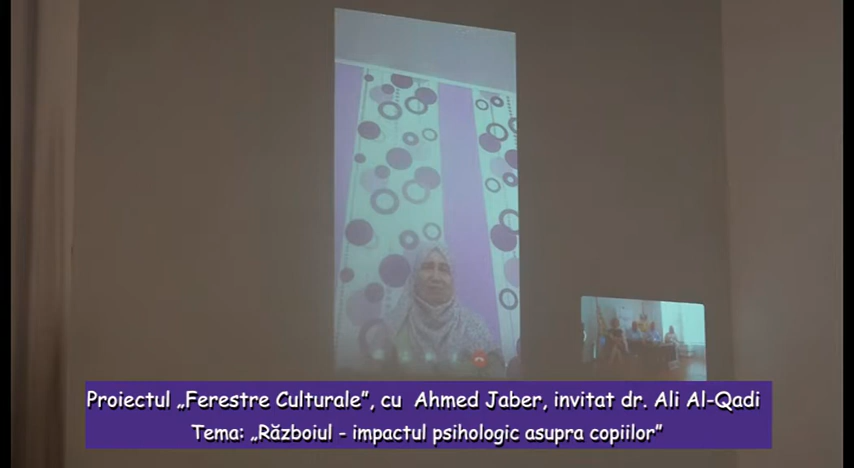 Proiectul „Ferestre Culturale”, cu Ahmed Jaber, invitat dr. Ali Al-Qadi
Tema: „Războiul - impactul psihologic asupra copiilor”